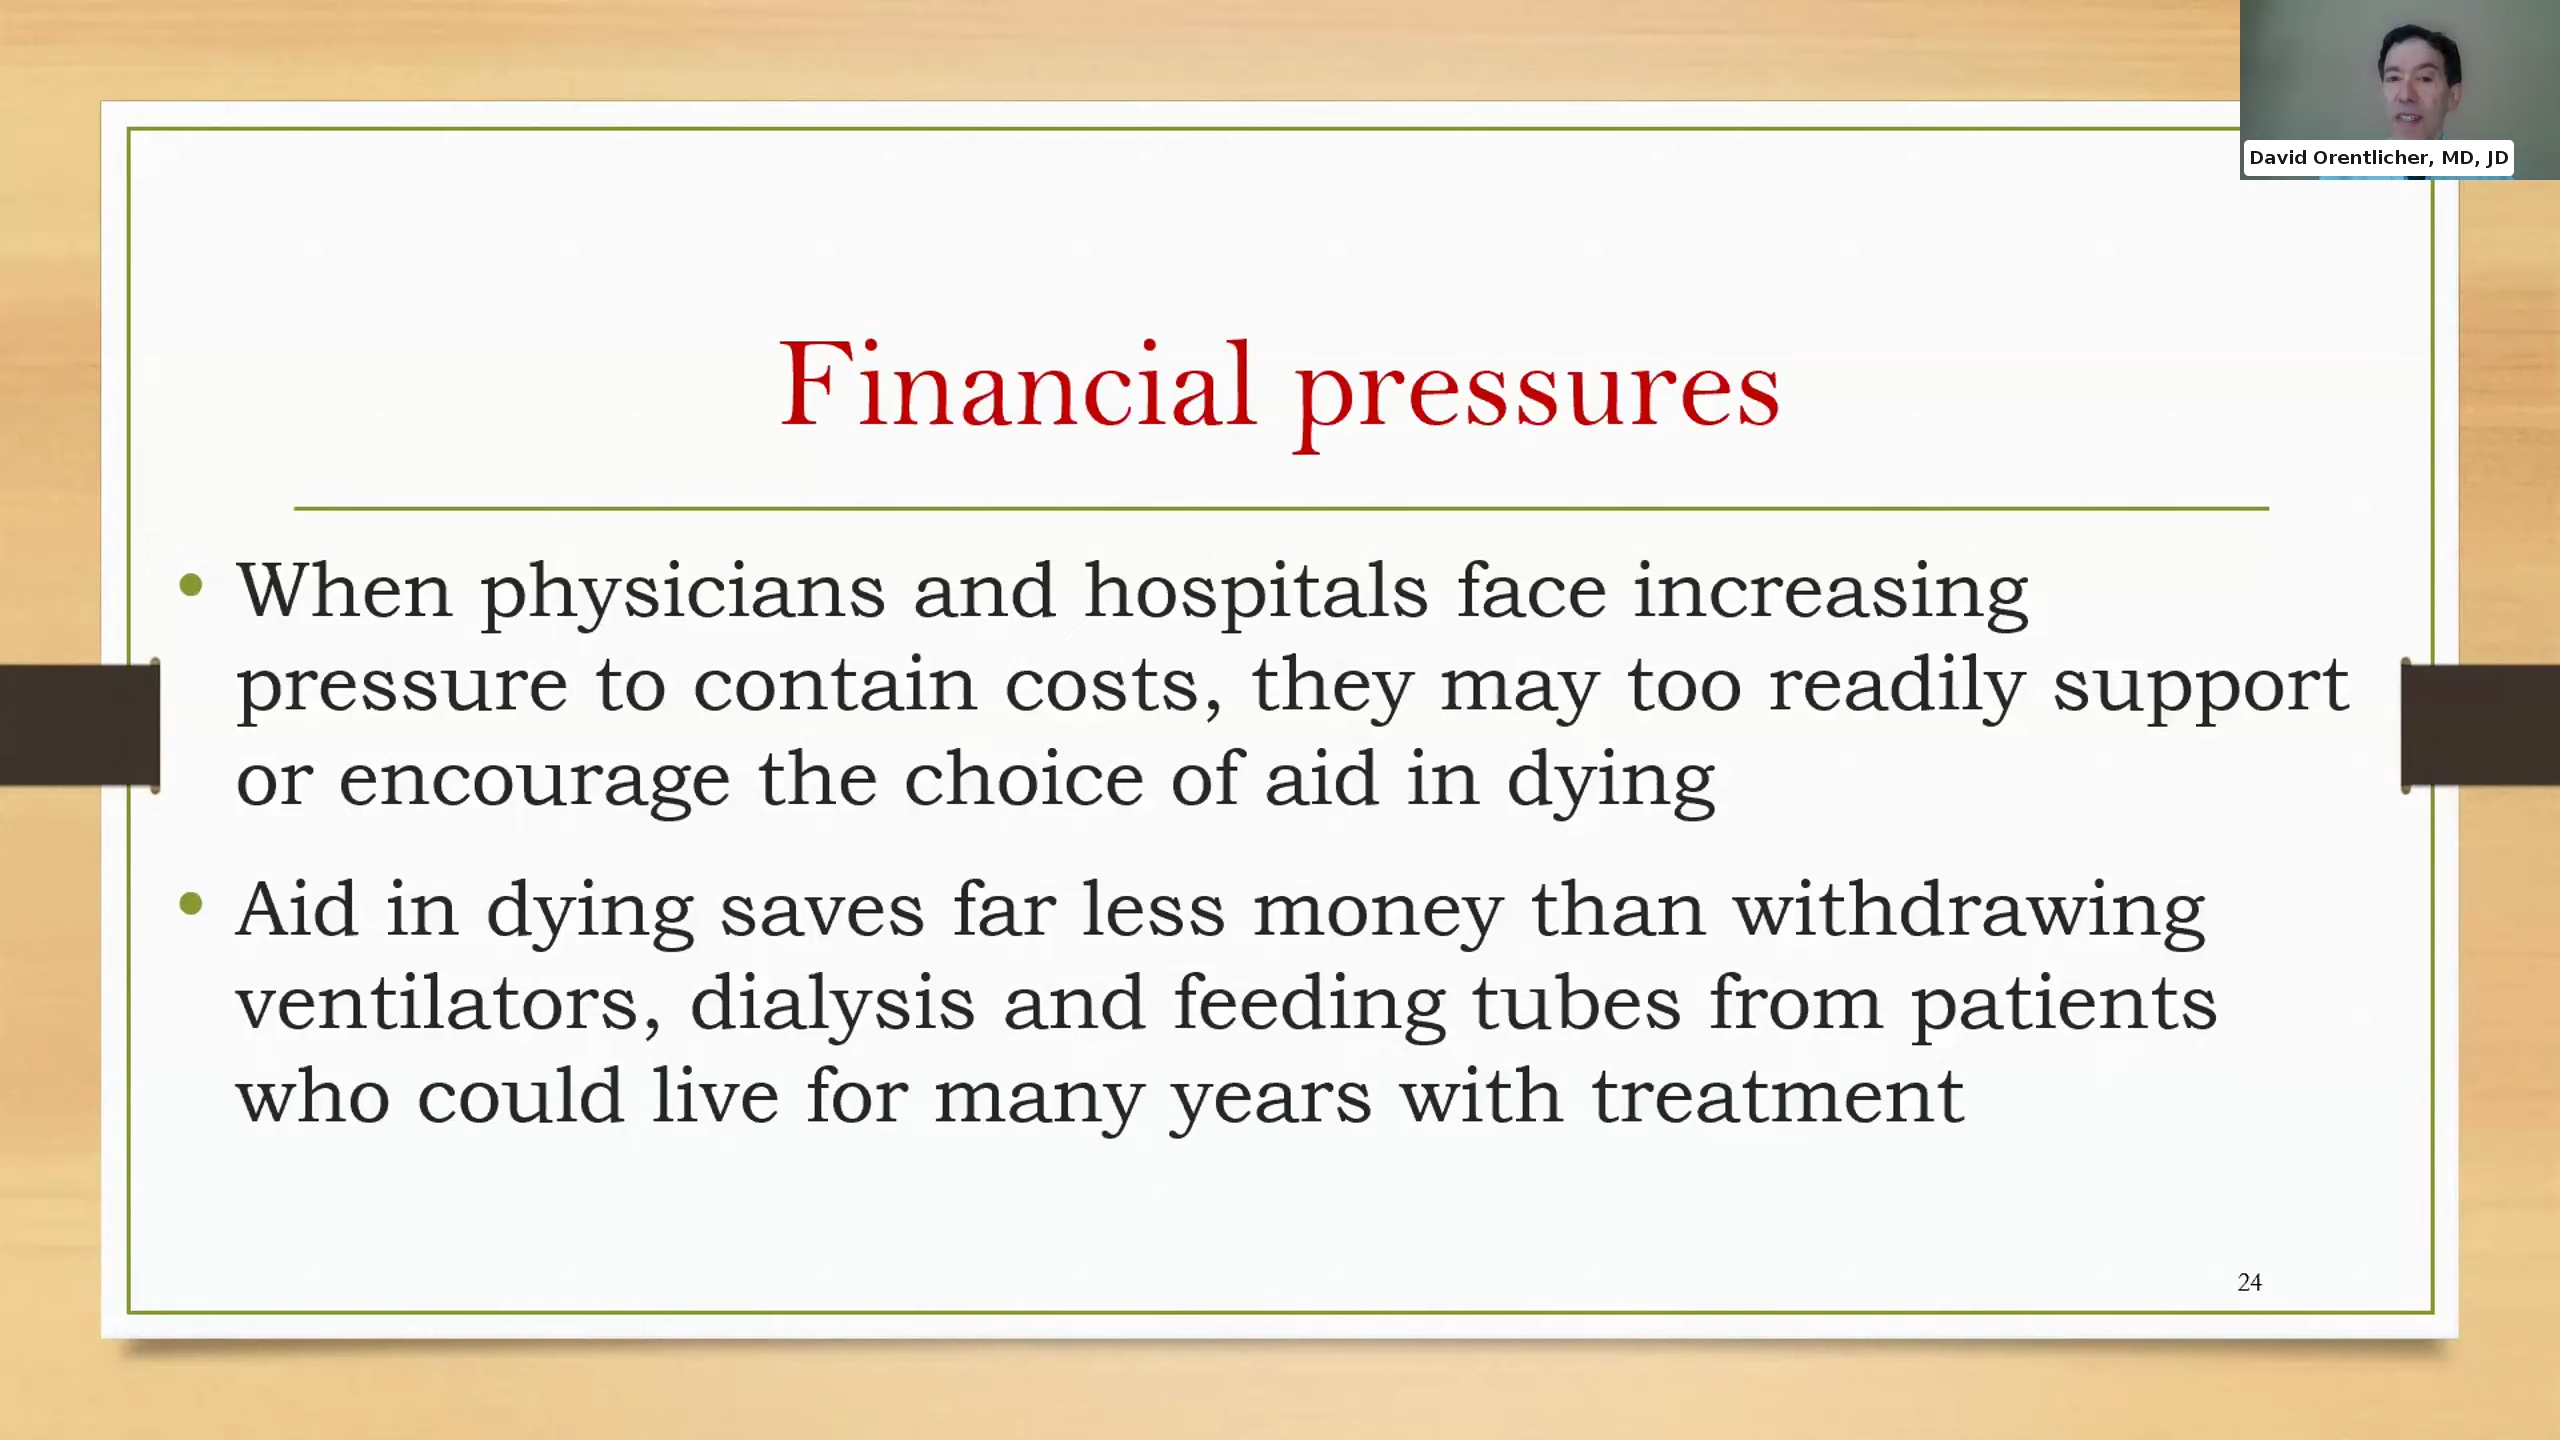 David Orentlicher, MD, JD
Financial pressures
• When physicians and hospitals face increasing
pressure to contain costs, they may too readily support
or encourage the choice of aid in dying
• Aid in dying saves far less money than withdrawing
ventilators, dialysis and feeding tubes from patients
who could live for many years with treatment
24